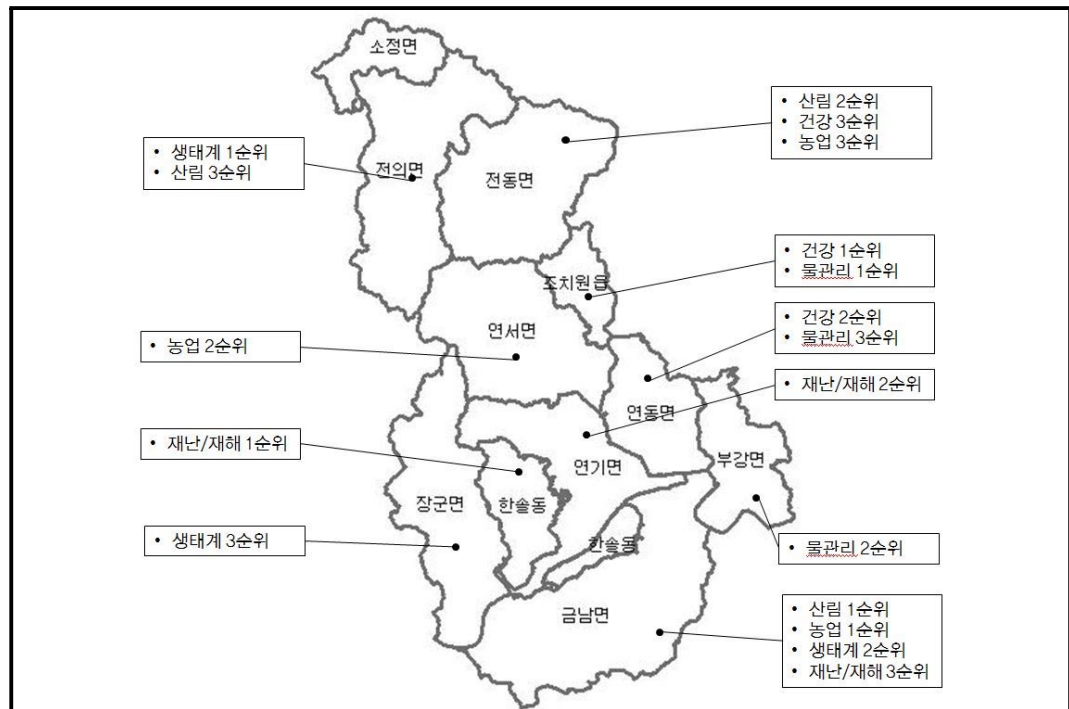 소정면
• 산림 2순위
• 건강 3순위
• 농업 3순위
• 생태계 1순위
• 산림 3순위
전의면
전동면
• 건강 1순위
• 물관리 1순위
조치원읍
• 건강 2순위
• 물관리 3순위
연서면
• 농업 2순위
• 재난/재해 2순위
연동면
• 재난/재해 1순위
연기면
부강면
장군면
한솔동
• 생태계 3순위
한솔동
• 물관리 2순위
금남면
• 산림 1순위
• 농업 1순위
• 생태계 2순위
• 재난/재해 3순위